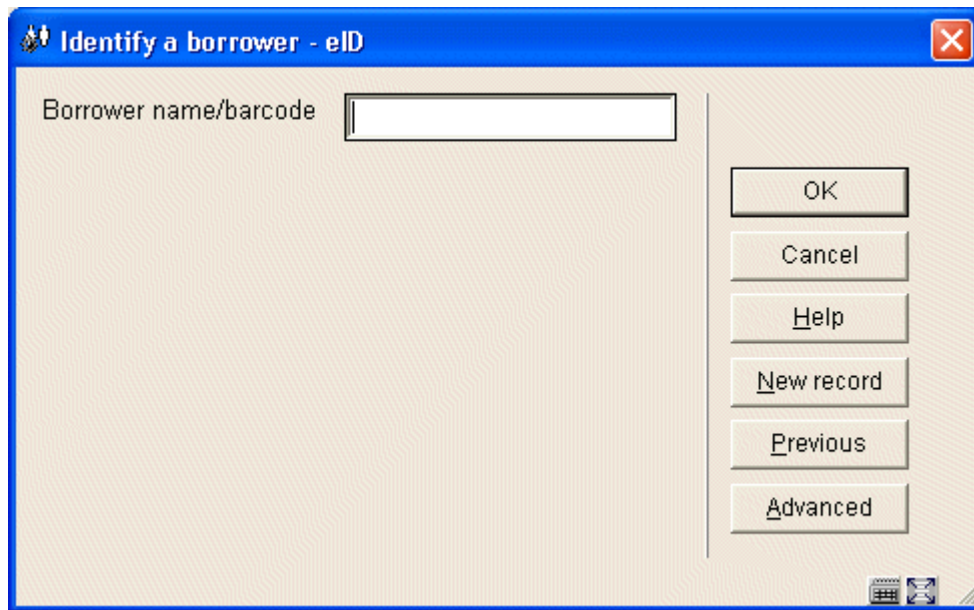 Identify a borrower - eID
Borrower name/barcode
OK
Cancel
Help
New record
Previous
Advanced